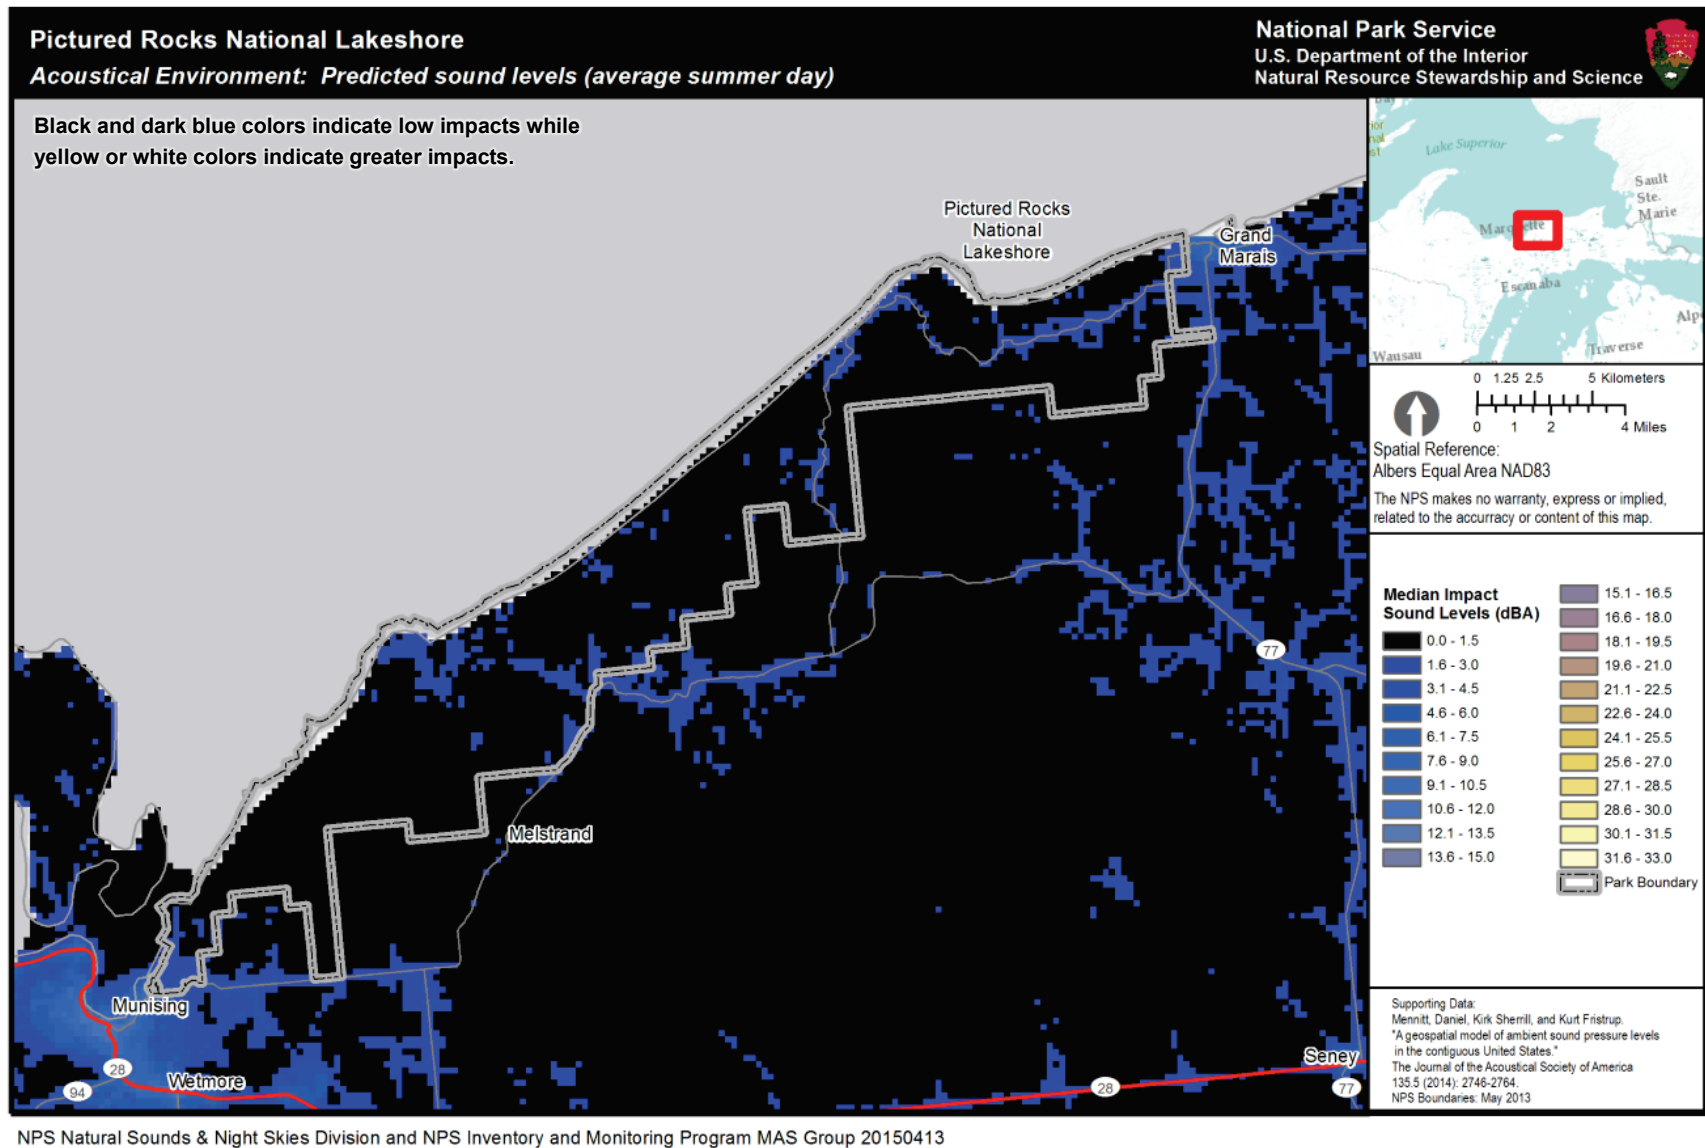 Pictured Rocks National Lakeshore
Acoustical Environment:  Predicted sound levels (average summer day)
National Park Service
U.S. Department of the Interior
Natural Resource Stewardship and Science
Black and dark blue colors indicate low impacts while
yellow or white colors indicate greater impacts.
Pictured Rocks
National
Lakeshore
Grand
Marais
77
Melstrand
Munising
28
94
Wetmore
28
Seney
77
Bay
ior
nal
st
Lake Superior
Sault
Ste.
Marie
Marquette
Escanaba
Alp
Wausau
Traverse
0 1.25 2.5 5 Kilometers
0 1 2 4 Miles
Spatial Reference:
Albers Equal Area NAD83
The NPS makes no warranty, express or implied,
related to the accurracy or content of this map.
Median Impact
Sound Levels (dBA)
0.0 - 1.5
1.6 - 3.0
3.1 - 4.5
4.6 - 6.0
6.1 - 7.5
7.6 - 9.0
9.1 - 10.5
10.6 - 12.0
12.1 - 13.5
13.6 - 15.0
15.1 - 16.5
16.6 - 18.0
18.1 - 19.5
19.6 - 21.0
21.1 - 22.5
22.6 - 24.0
24.1 - 25.5
25.6 - 27.0
27.1 - 28.5
28.6 - 30.0
30.1 - 31.5
31.6 - 33.0
Park Boundary
Supporting Data:
Mennitt, Daniel, Kirk Sherrill, and Kurt Fristrup.
"A geospatial model of ambient sound pressure levels
in the contiguous United States."
The Journal of the Acoustical Society of America
135.5 (2014): 2746-2764.
NPS Boundaries: May 2013
NPS Natural Sounds & Night Skies Division and NPS Inventory and Monitoring Program MAS Group 20150413